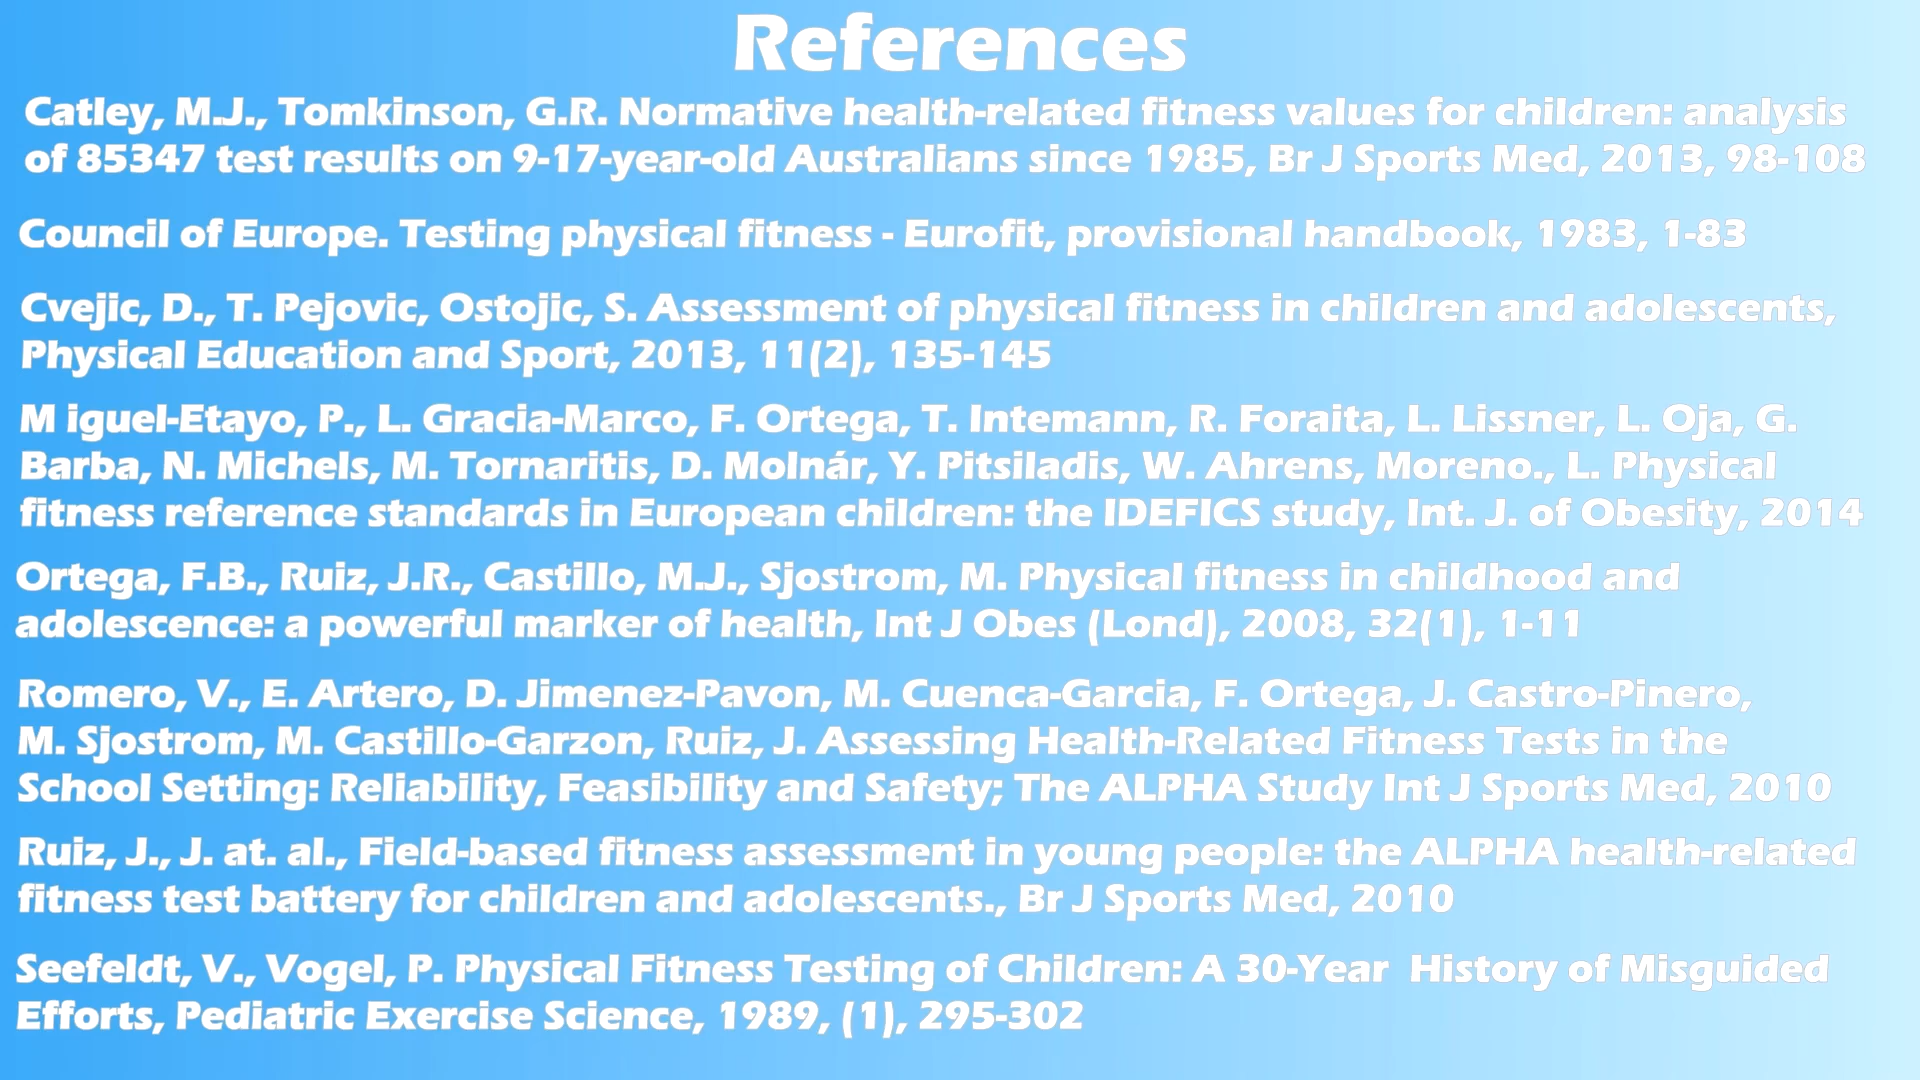 References
Catley, M.J., Tomkinson, G.R. Normative health-related fitness values for children: analysis
of 85347 test results on 9-17-year-old Australians since 1985, Br J Sports Med, 2013, 98-108
Council of Europe. Testing physical fitness - Eurofit, provisional handbook, 1983, 1-83
Cvejic, D., T. Pejovic, Ostojic, S. Assessment of physical fitness in children and adolescents,
Physical Education and Sport, 2013, 11(2), 135-145
M iguel-Etayo, P., L. Gracia-Marco, F. Ortega, T. Intemann, R. Foraita, L. Lissner, L. Oja, G.
Barba, N. Michels, M. Tornaritis, D. Molnár, Y. Pitsiladis, W. Ahrens, Moreno., L. Physical
fitness reference standards in European children: the IDEFICS study, Int. J. of Obesity, 2014
Ortega, F.B., Ruiz, J.R., Castillo, M.J., Sjostrom, M. Physical fitness in childhood and
adolescence: a powerful marker of health, Int J Obes (Lond), 2008, 32(1), 1-11
Romero, V., E. Artero, D. Jimenez-Pavon, M. Cuenca-Garcia, F. Ortega, J. Castro-Pinero,
M. Sjostrom, M. Castillo-Garzon, Ruiz, J. Assessing Health-Related Fitness Tests in the
School Setting: Reliability, Feasibility and Safety; The ALPHA Study Int J Sports Med, 2010
Ruiz, J., J. at. al., Field-based fitness assessment in young people: the ALPHA health-related
fitness test battery for children and adolescents., Br J Sports Med, 2010
Seefeldt, V., Vogel, P. Physical Fitness Testing of Children: A 30-Year  History of Misguided
Efforts, Pediatric Exercise Science, 1989, (1), 295-302